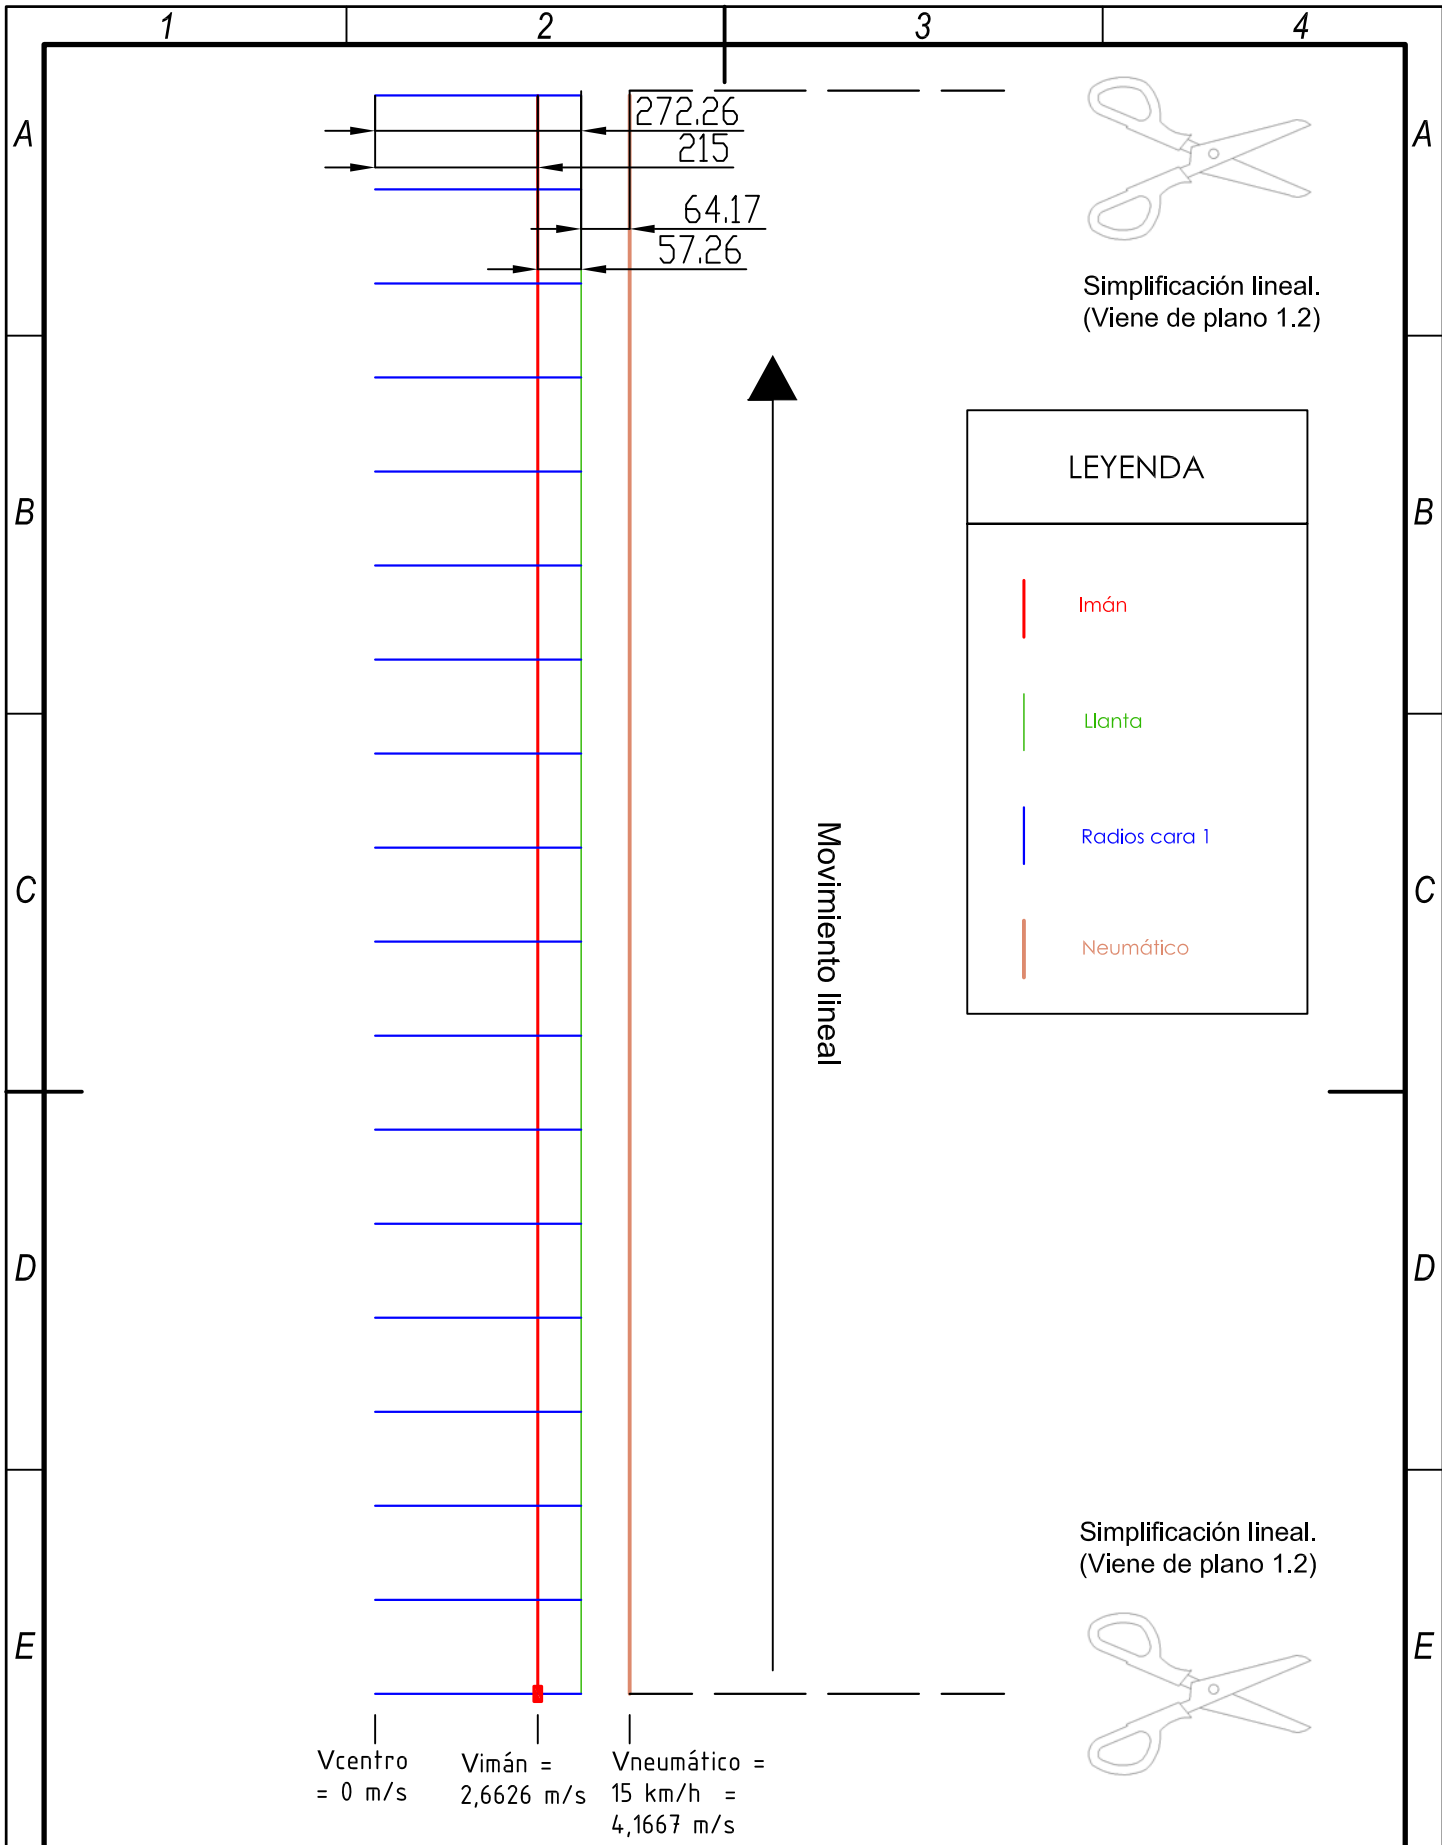 1 2 3 4
A A
272.26
215
64.17
57.26
Simplificación lineal.
(Viene de plano 1.2)
LEYENDA
B B
Imán
Llanta
Radios cara 1
Neumático
Movimiento lineal
C C
D D
Simplificación lineal.
(Viene de plano 1.2)
E E
Vcentro
= 0 m/s
Vimán =
2,6626 m/s
Vneumático =
15 km/h =
4,1667 m/s